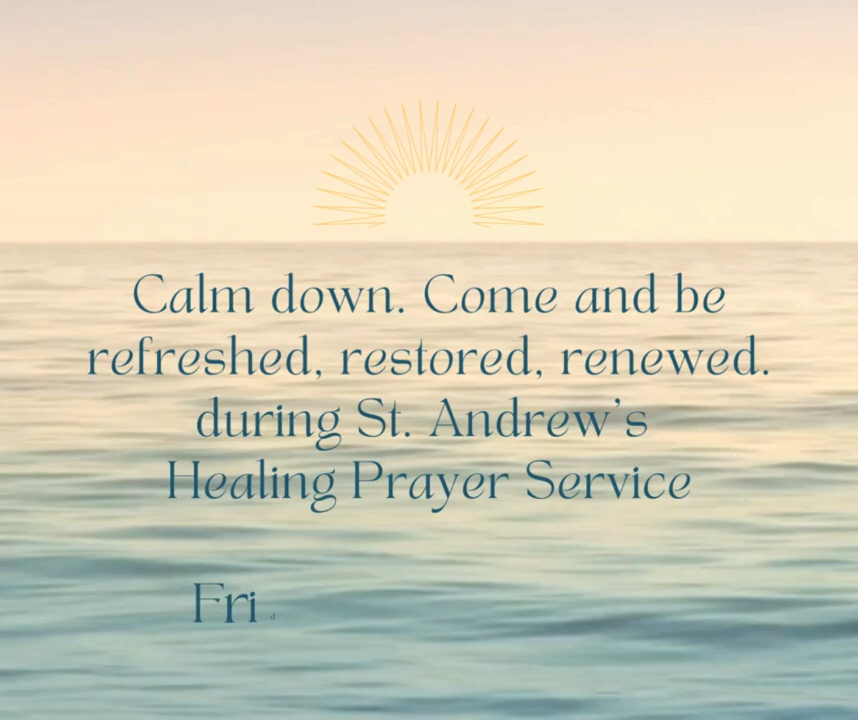 Calm down. Come and be
refreshed, restored, renewed.
during St. Andrew's
Healing Prayer Service
Fri d